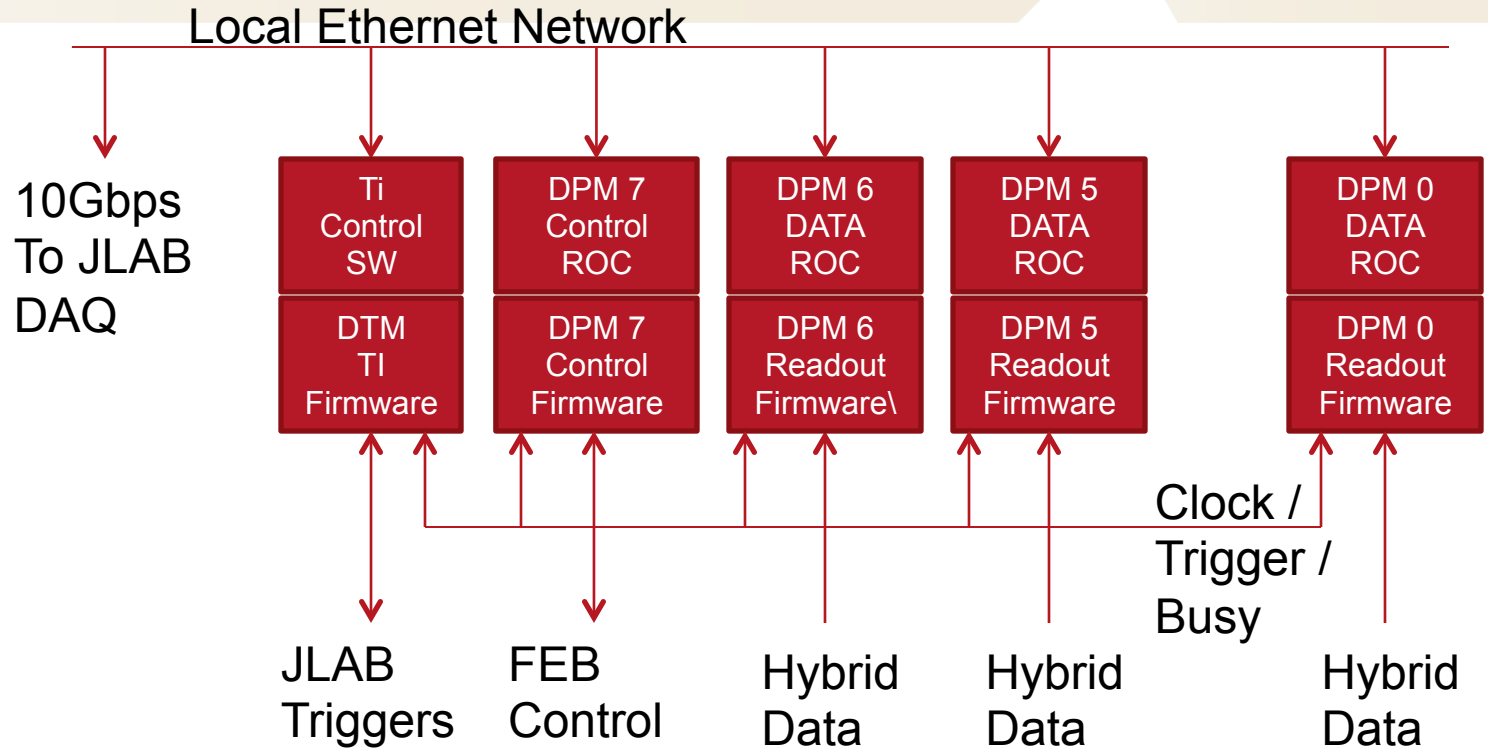 Local Ethernet Network
10Gbps
To JLAB
DAQ
Ti
Control
SW
DPM 7
Control
ROC
DPM 6
DATA
ROC
DPM 5
DATA
ROC
DPM 0
DATA
ROC
DTM
TI
Firmware
DPM 7
Control
Firmware
DPM 6
Readout
Firmware\
DPM 5
Readout
Firmware
DPM 0
Readout
Firmware
Clock /
Trigger /
Busy
JLAB
Triggers
FEB
Control
Hybrid
Data
Hybrid
Data
Hybrid
Data